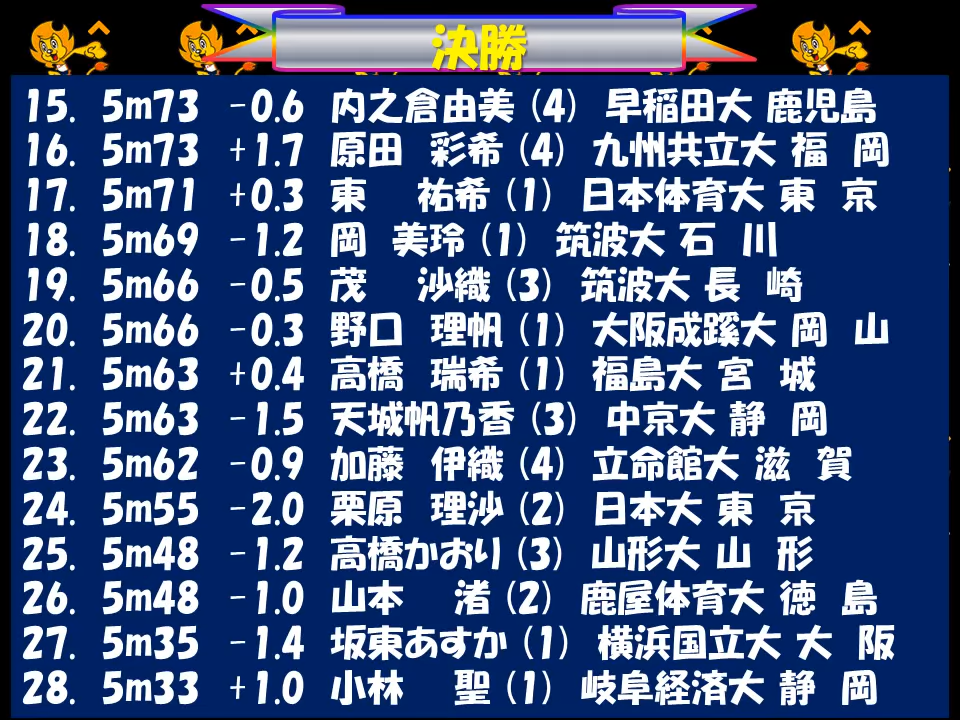 決勝
15. 5m73 -0.6 内之倉由美 (4) 早稲田大 鹿児島
16. 5m73 +1.7 原田 彩希 (4) 九州共立大 福 岡
17. 5m71 +0.3 東 祐希 (1) 日本体育大 東 京
18. 5m69 -1.2 岡 美玲 (1) 筑波大 石 川
19. 5m66 -0.5 茂 沙織 (3) 筑波大 長 崎
20. 5m66 -0.3 野口 理帆 (1) 大阪成蹊大 岡 山
21. 5m63 +0.4 高橋 瑞希 (1) 福島大 宮 城
22. 5m63 -1.5 天城帆乃香 (3) 中京大 静 岡
23. 5m62 -0.9 加藤 伊織 (4) 立命館大 滋 賀
24. 5m55 -2.0 栗原 理沙 (2) 日本大 東 京
25. 5m48 -1.2 高橋かおり (3) 山形大 山 形
26. 5m48 -1.0 山本 渚 (2) 鹿屋体育大 徳 島
27. 5m35 -1.4 坂東あすか (1) 横浜国立大 大 阪
28. 5m33 +1.0 小林 聖 (1) 岐阜経済大 静 岡